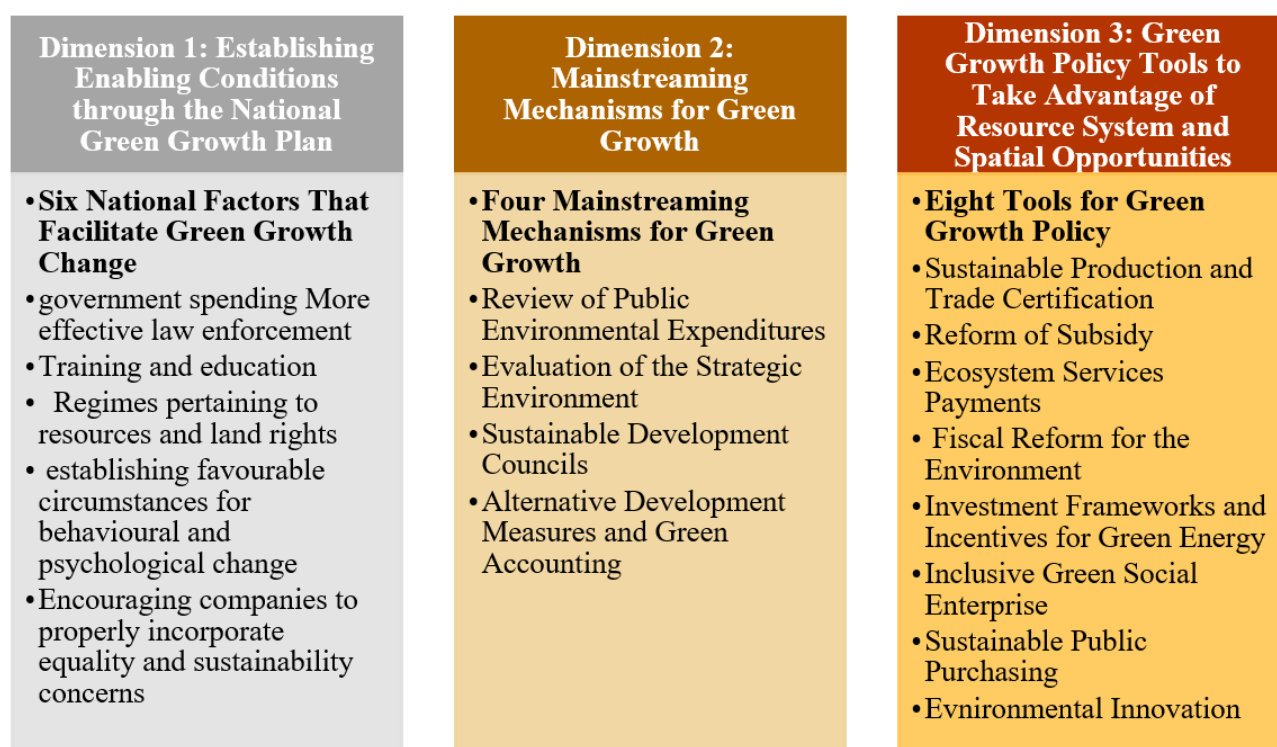 Dimension 1: Establishing
Enabling Conditions
through the National
Green Growth Plan
•Six National Factors That
Facilitate Green Growth
Change
•government spending More
effective law enforcement
•Training and education
• Regimes pertaining to
resources and land rights
• establishing favourable
circumstances for
behavioural and
psychological change
•Encouraging companies to
properly incorporate
equality and sustainability
concerns
Dimension 2:
Mainstreaming
Mechanisms for Green
Growth
•Four Mainstreaming
Mechanisms for Green
Growth
•Review of Public
Environmental Expenditures
•Evaluation of the Strategic
Environment
•Sustainable Development
Councils
•Alternative Development
Measures and Green
Accounting
Dimension 3: Green
Growth Policy Tools to
Take Advantage of
Resource System and
Spatial Opportunities
•Eight Tools for Green
Growth Policy
•Sustainable Production and
Trade Certification
•Reform of Subsidy
•Ecosystem Services
Payments
• Fiscal Reform for the
Environment
•Investment Frameworks and
Incentives for Green Energy
•Inclusive Green Social
Enterprise
•Sustainable Public
Purchasing
•Evnironmental Innovation